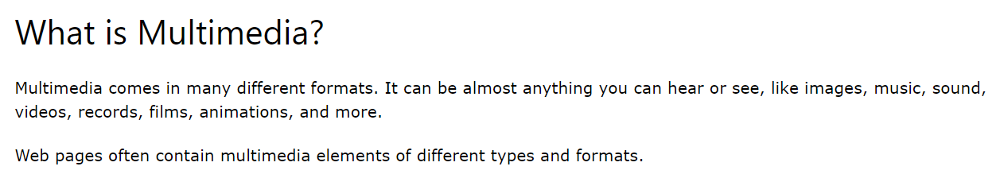 What is Multimedia?
Multimedia comes in many different formats. It can be almost anything you can hear or see, like images, music, sound,
videos, records, films, animations, and more.
Web pages often contain multimedia elements of different types and formats.